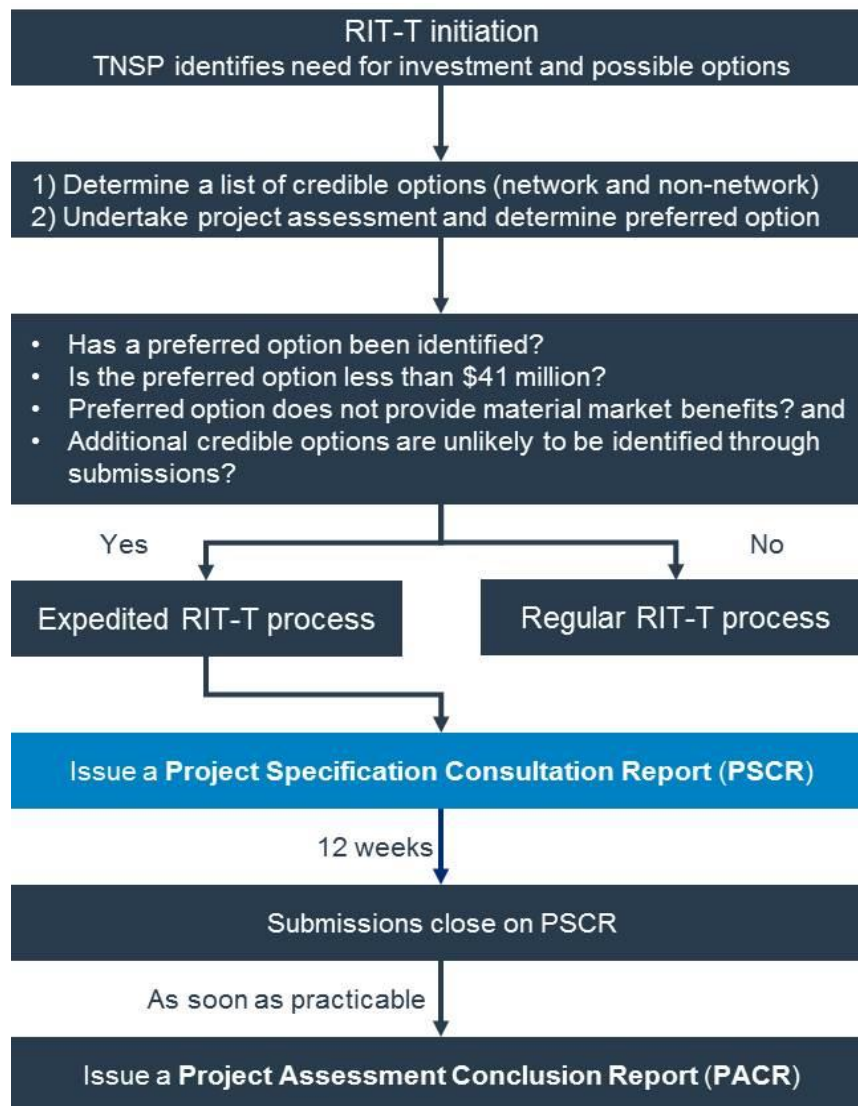 RIT-T initiation
TNSP identifies need for investment and possible options
1) Determine a list of credible options (network and non-network)
2) Undertake project assessment and determine preferred option
• Has a preferred option been identified?
• Is the preferred option less than $41 million?
• Preferred option does not provide material market benefits? and
• Additional credible options are unlikely to be identified through
submissions?
Yes
No
Expedited RIT-T process
Regular RIT-T process
Issue a Project Specification Consultation Report (PSCR)
12 weeks
Submissions close on PSCR
As soon as practicable
Issue a Project Assessment Conclusion Report (PACR)